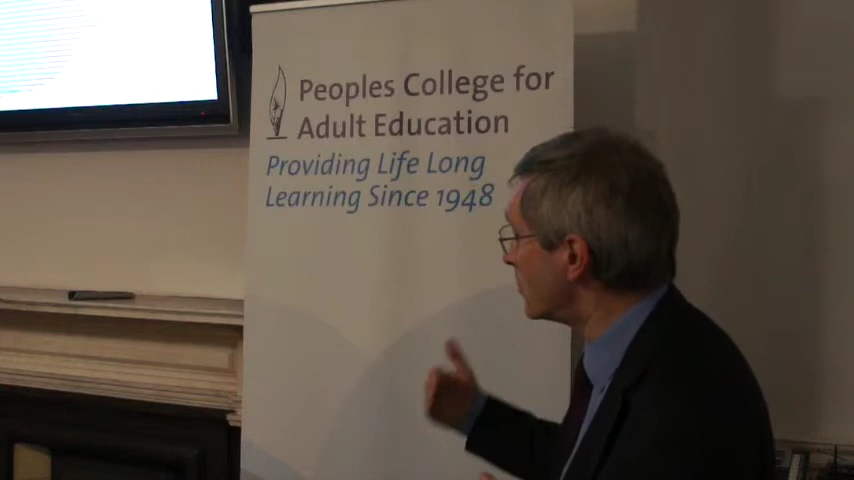 Peoples College for
Adult Education
Providing Life Long
Learning Since 1948